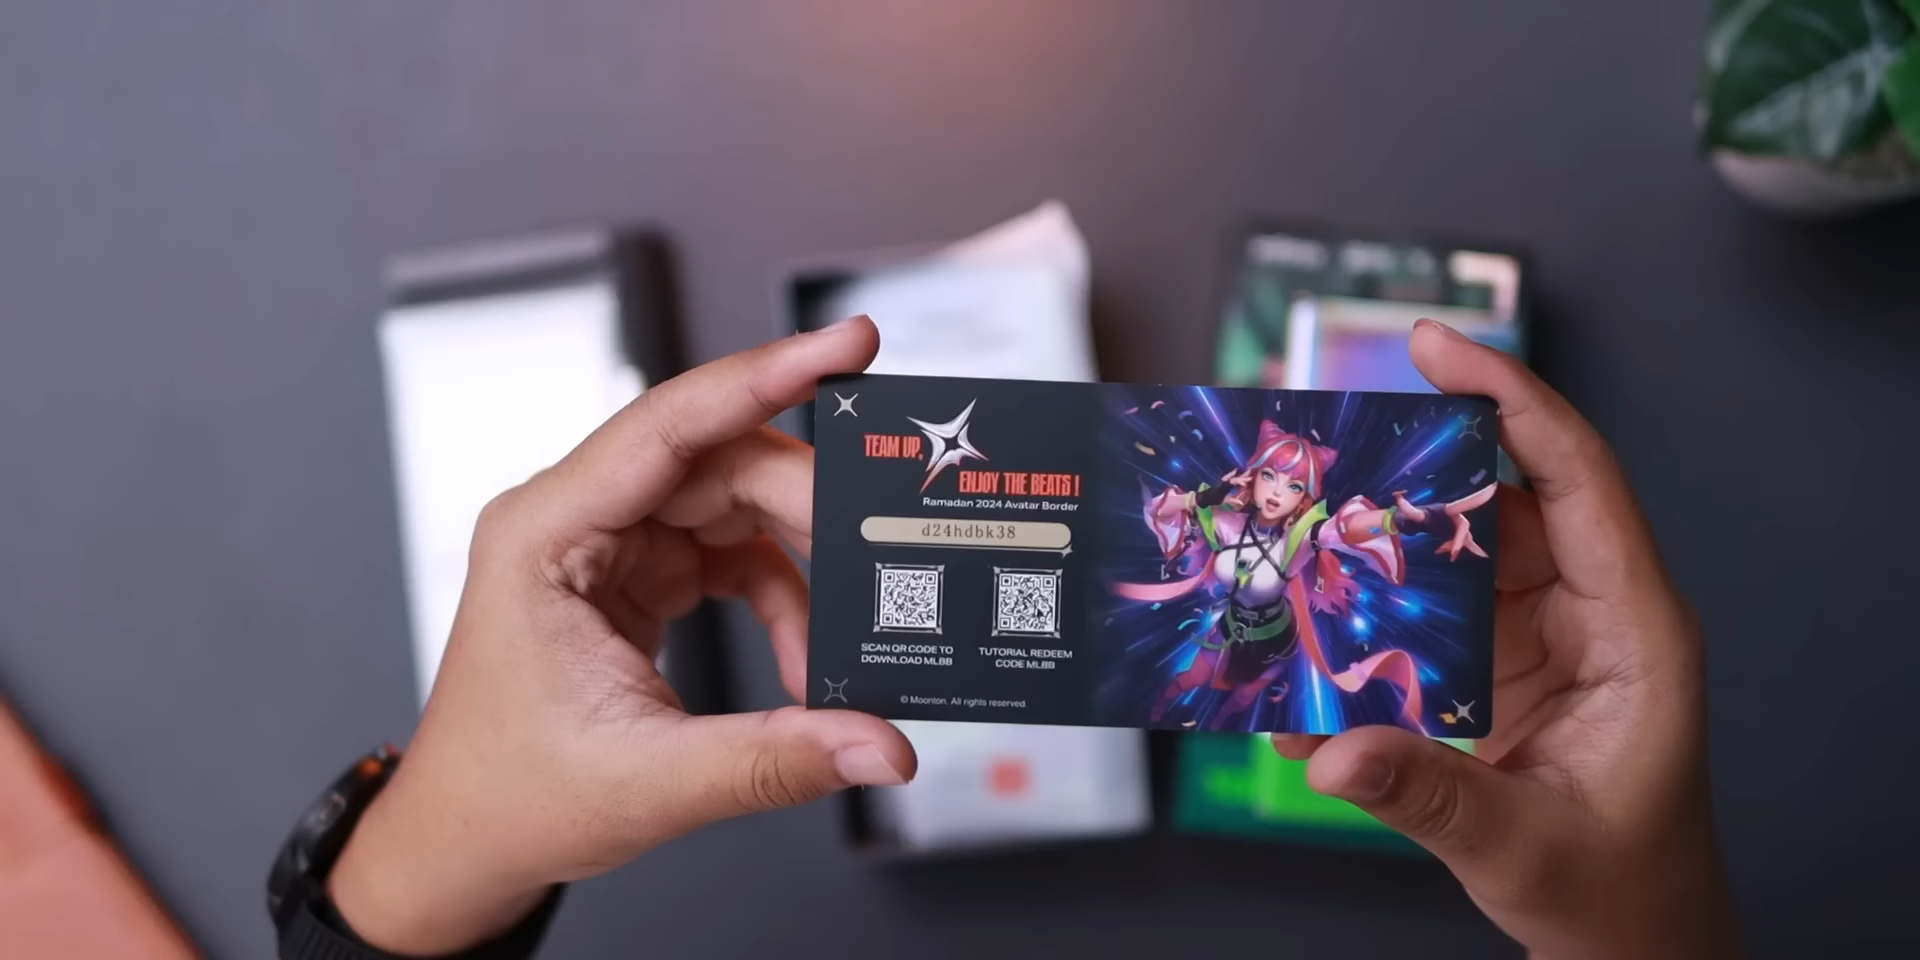 TEAM UP,
ENJOY THE BEATS !
Ramadan 2024 Avatar Border
d24hdbk38
SCAN QR CODE TO
DOWNLOAD MLBB
TUTORIAL REDEEM
CODE MLBB
© Moonton. All rights reserved.